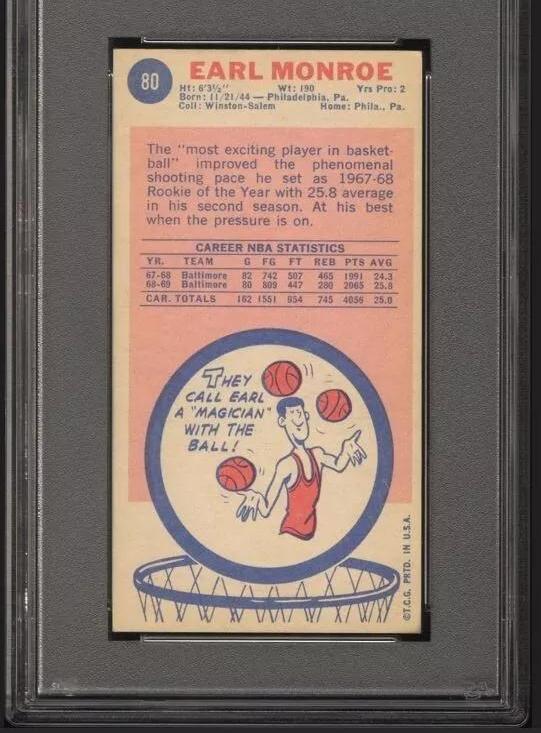 80
EARL MONROE
Ht: 6'3½" Wt: 190 Yrs Pro: 2
Born: 11/21/44 — Philadelphia, Pa.
Coll: Winston-Salem Home: Phila., Pa.
The "most exciting player in basket-
ball" improved the phenomenal
shooting pace he set as 1967-68
Rookie of the Year with 25.8 average
in his second season. At his best
when the pressure is on.
CAREER NBA STATISTICS
YR. TEAM G FG FT REB PTS AVG
67-68 Baltimore 82 742 507 465 1991 24.3
68-69 Baltimore 80 809 447 280 2065 25.8
CAR. TOTALS 162 1551 954 745 4056 25.0
THEY
CALL EARL
A "MAGICIAN"
WITH THE
BALL!
©T.C.G. PRTD. IN U.S.A.